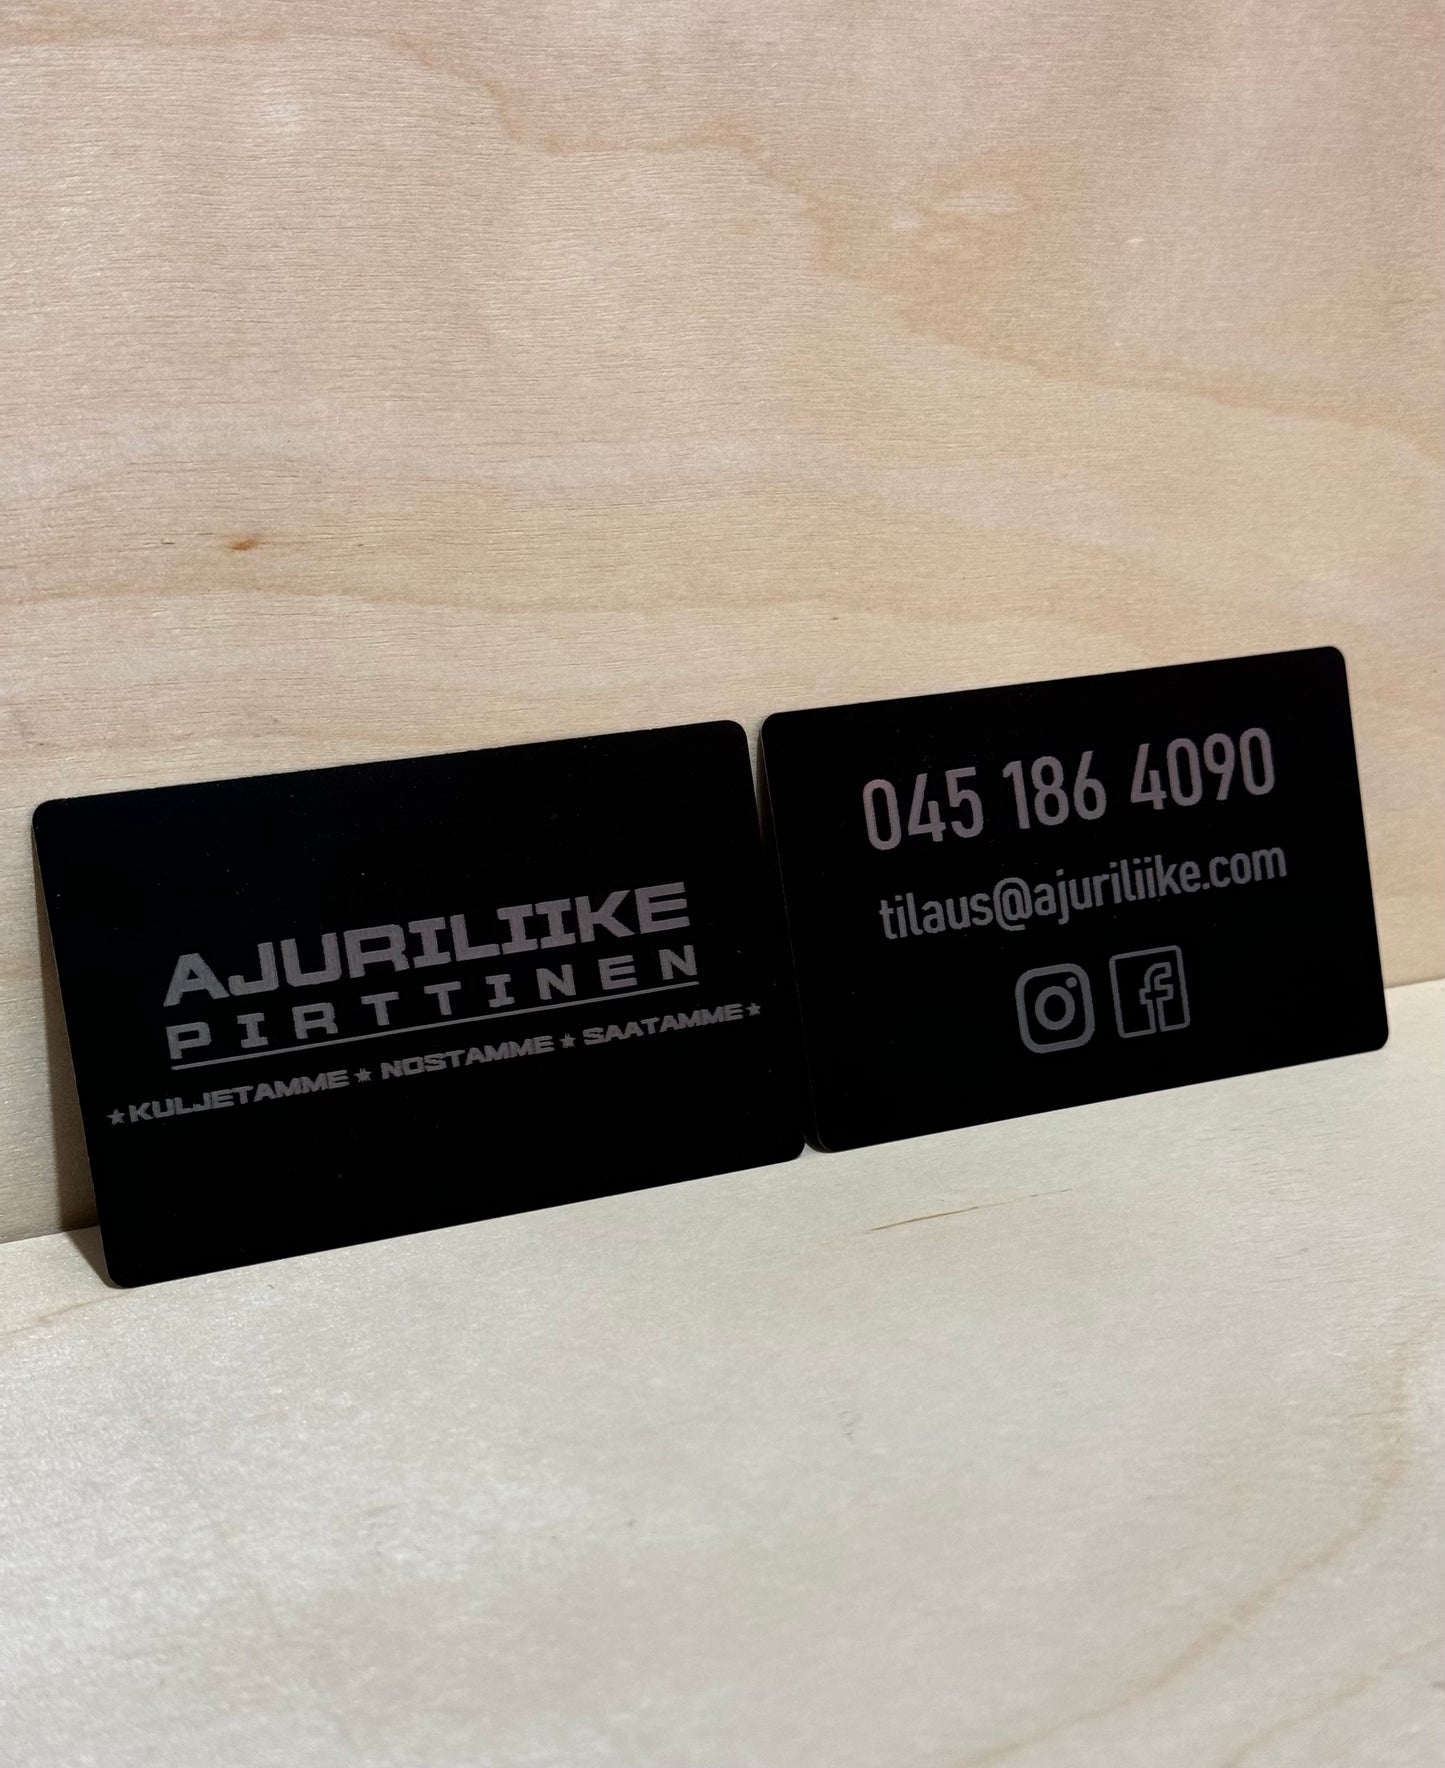 AJURILIIKE
PIRTTINEN
★KULJETAMME★NOSTAMME★SAATAMME★
045 186 4090
tilaus@ajuriliike.com